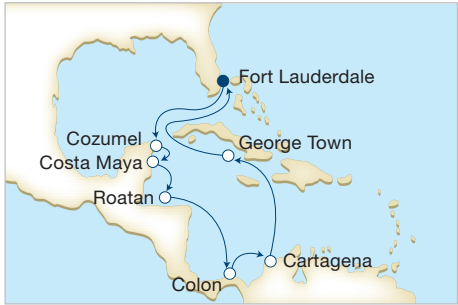 Fort Lauderdale
Cozumel
George Town
Costa Maya
Roatan
Cartagena
Colon